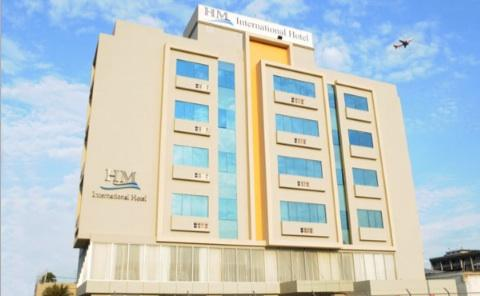 HM International Hotel
HM
International Hotel